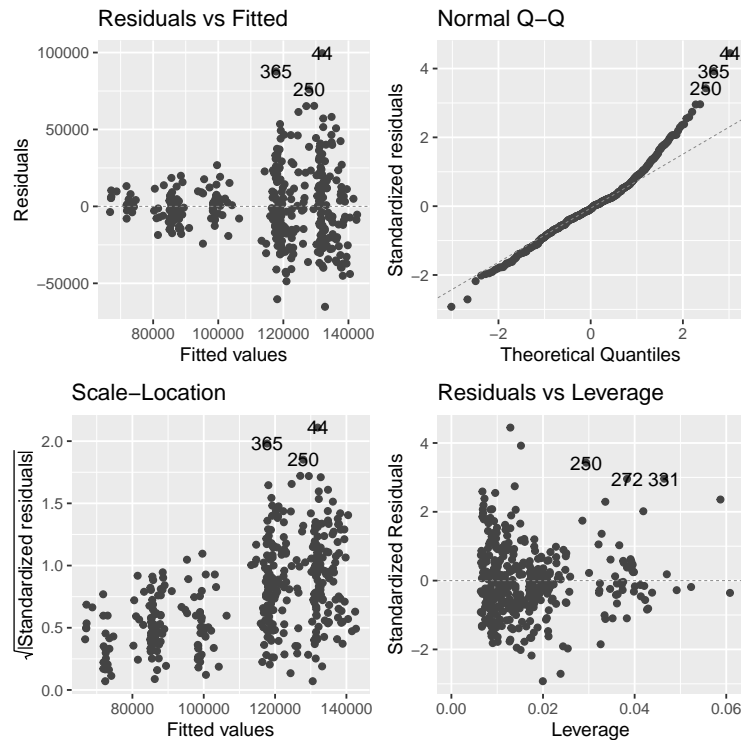 Residuals vs Fitted
Residuals
100000
50000
0
−50000
80000 100000 120000 140000
Fitted values
44
365
250
Normal Q−Q
Standardized residuals
4
2
0
−2
−2 0 2
Theoretical Quantiles
44
365
250
Scale−Location
√|Standardized residuals|
2.0
1.5
1.0
0.5
0.0
80000 100000 120000 140000
Fitted values
44
365
250
Residuals vs Leverage
Standardized Residuals
4
2
0
−2
0.00 0.02 0.04 0.06
Leverage
250
272 331